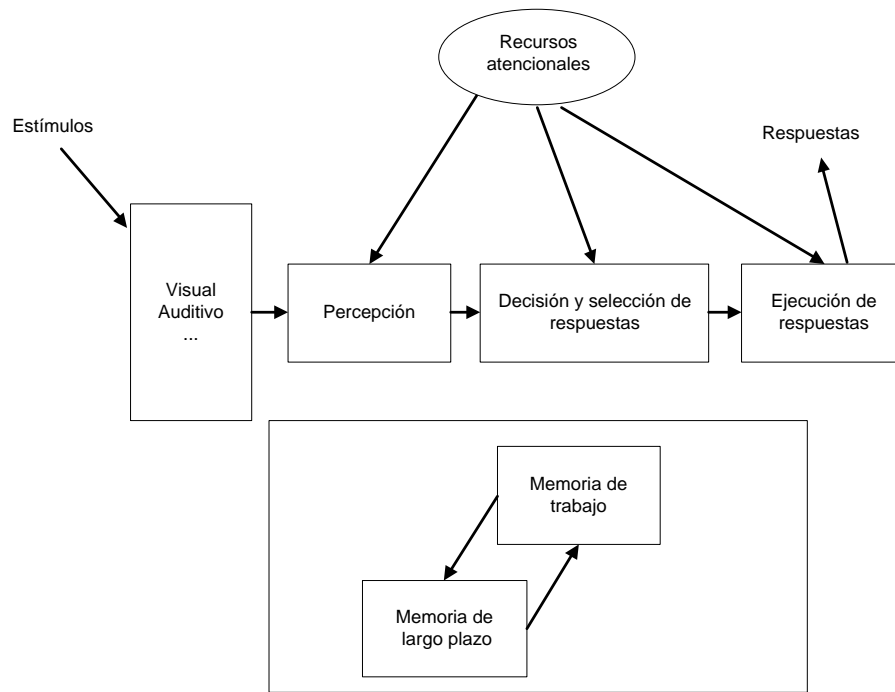 Recursos
atencionales
Estímulos
Respuestas
Visual
Auditivo
...
Percepción
Decisión y selección de
respuestas
Ejecución de
respuestas
Memoria de
trabajo
Memoria de
largo plazo